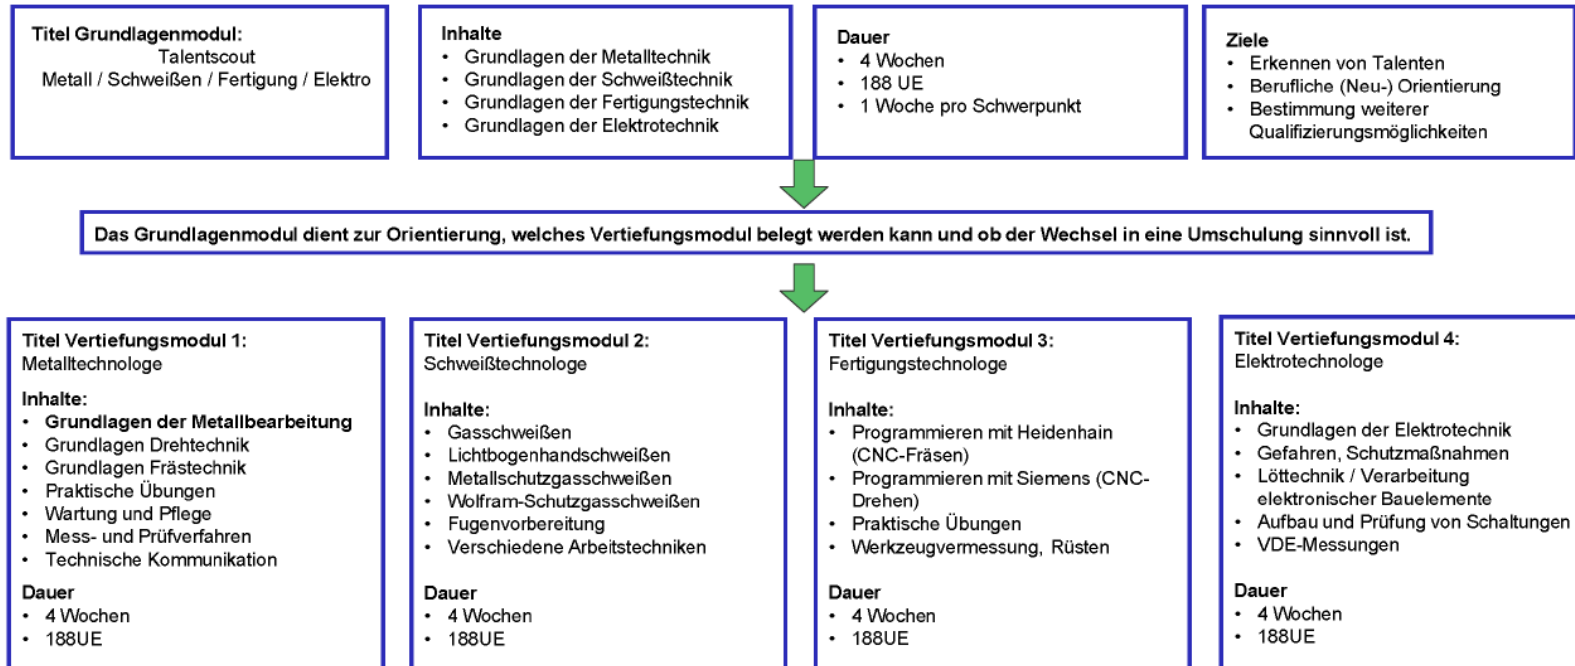 Titel Grundlagenmodul:
Talentscout
Metall / Schweißen / Fertigung / Elektro
Inhalte
• Grundlagen der Metalltechnik
• Grundlagen der Schweißtechnik
• Grundlagen der Fertigungstechnik
• Grundlagen der Elektrotechnik
Dauer
• 4 Wochen
• 188 UE
• 1 Woche pro Schwerpunkt
Ziele
• Erkennen von Talenten
• Berufliche (Neu-) Orientierung
• Bestimmung weiterer
Qualifizierungsmöglichkeiten
Das Grundlagenmodul dient zur Orientierung, welches Vertiefungsmodul belegt werden kann und ob der Wechsel in eine Umschulung sinnvoll ist.
Titel Vertiefungsmodul 1:
Metalltechnologe
Inhalte:
• Grundlagen der Metallbearbeitung
• Grundlagen Drehtechnik
• Grundlagen Frästechnik
• Praktische Übungen
• Wartung und Pflege
• Mess- und Prüfverfahren
• Technische Kommunikation
Dauer
• 4 Wochen
• 188UE
Titel Vertiefungsmodul 2:
Schweißtechnologe
Inhalte:
• Gasschweißen
• Lichtbogenhandschweißen
• Metallschutzgasschweißen
• Wolfram-Schutzgasschweißen
• Fugenvorbereitung
• Verschiedene Arbeitstechniken
Dauer
• 4 Wochen
• 188UE
Titel Vertiefungsmodul 3:
Fertigungstechnologe
Inhalte:
• Programmieren mit Heidenhain
(CNC-Fräsen)
• Programmieren mit Siemens (CNC-
Drehen)
• Praktische Übungen
• Werkzeugvermessung, Rüsten
Dauer
• 4 Wochen
• 188UE
Titel Vertiefungsmodul 4:
Elektrotechnologe
Inhalte:
• Grundlagen der Elektrotechnik
• Gefahren, Schutzmaßnahmen
• Löttechnik / Verarbeitung
elektronischer Bauelemente
• Aufbau und Prüfung von Schaltungen
• VDE-Messungen
Dauer
• 4 Wochen
• 188UE